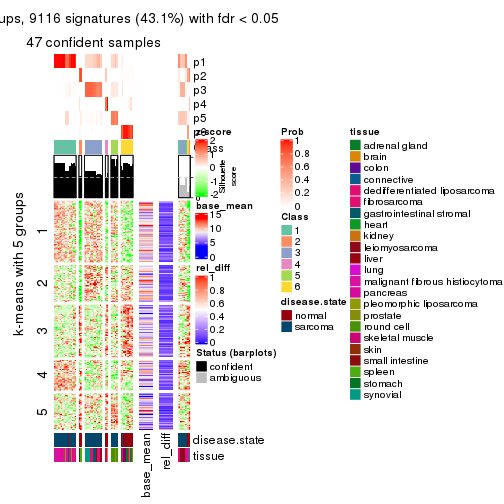 ups, 9116 signatures (43.1%) with fdr < 0.05
47 confident samples
p1
p2
p3
p4
p5
z-score
2
1
0
-1
-2
Silhouette
score
base_mean
15
10
5
0
rel_diff
1
0.8
0.6
0.4
0.2
0
Status (barplots)
confident
ambiguous
k-means with 5 groups
1
2
3
4
5
disease.state
tissue
base_mean
rel_diff
Prob
1
0.8
0.6
0.4
0.2
0
Class
1
2
3
4
5
6
disease.state
normal
sarcoma
tissue
adrenal gland
brain
colon
connective
dedifferentiated liposarcoma
fibrosarcoma
gastrointestinal stromal
heart
kidney
leiomyosarcoma
liver
lung
malignant fibrous histiocytoma
pancreas
pleomorphic liposarcoma
prostate
round cell
skeletal muscle
skin
small intestine
spleen
stomach
synovial